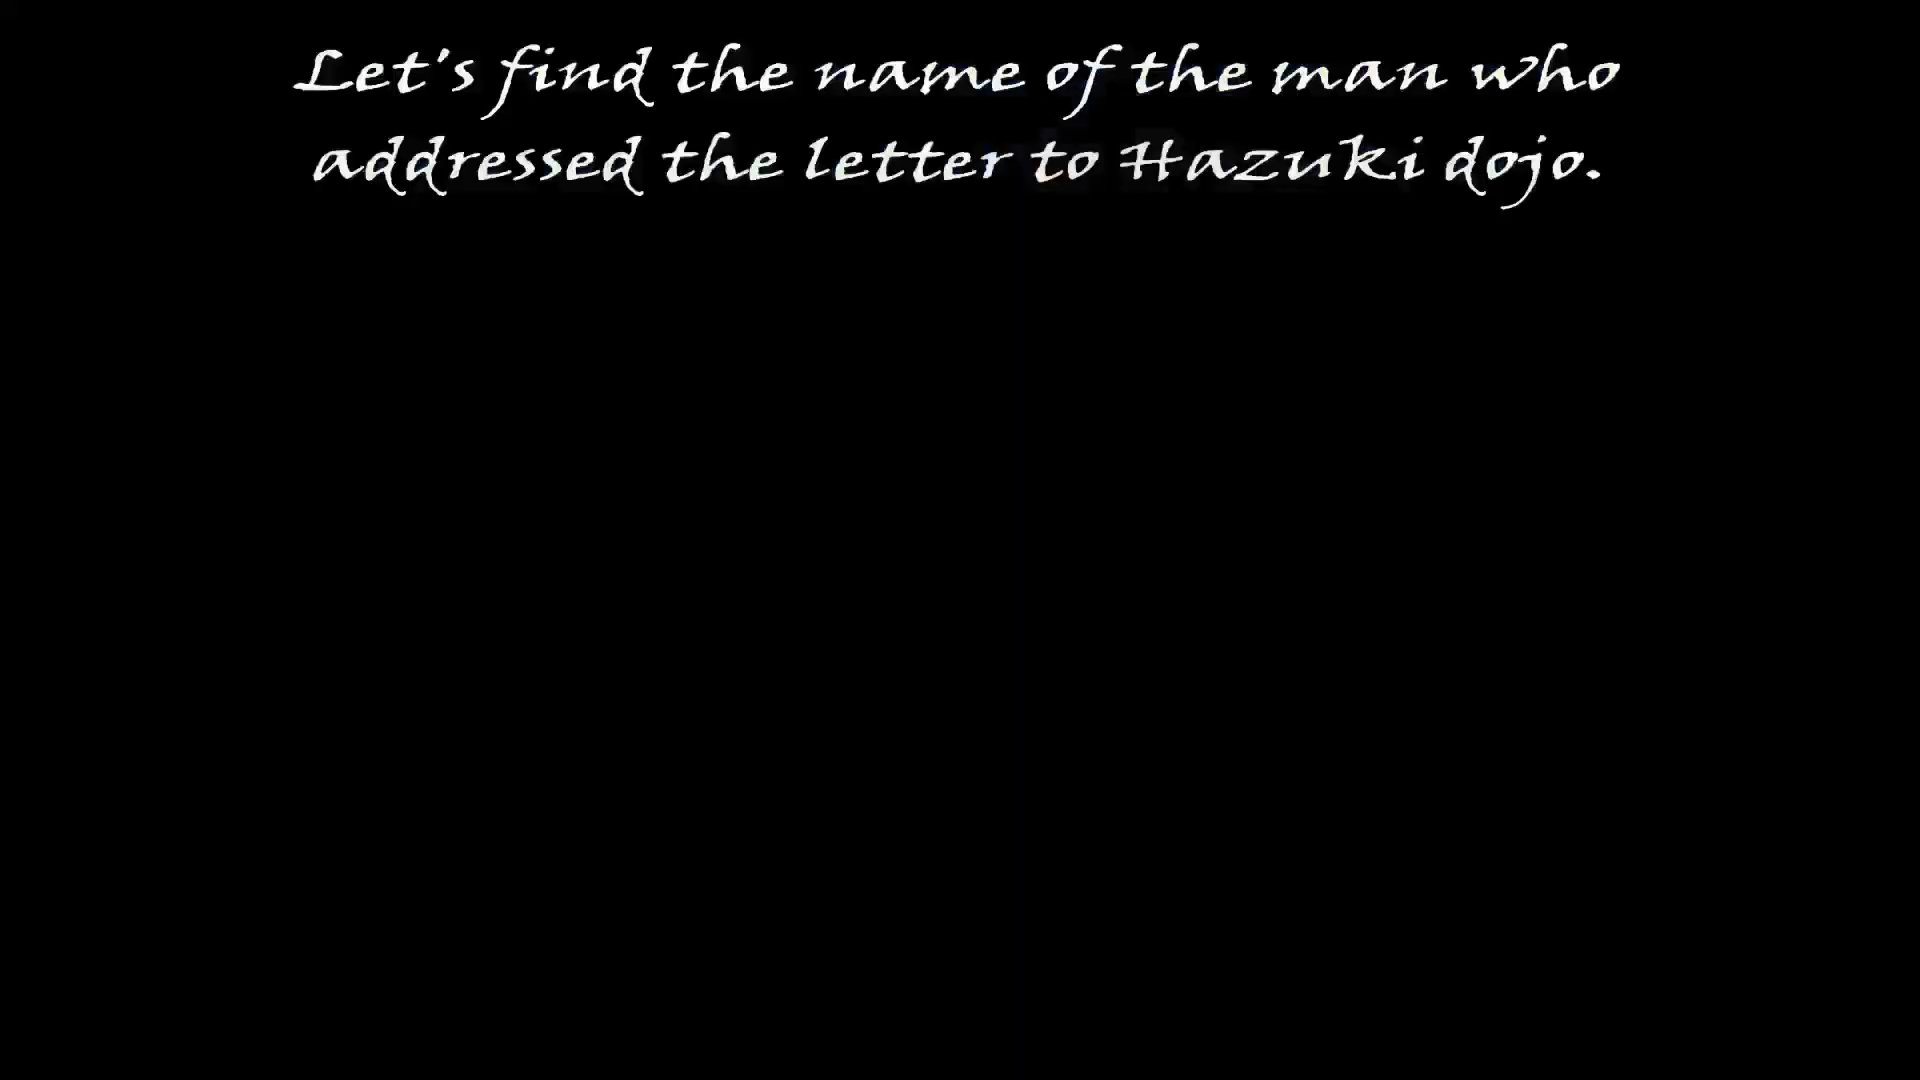 Let's find the name of the man who
addressed the letter to Hazuki dojo.